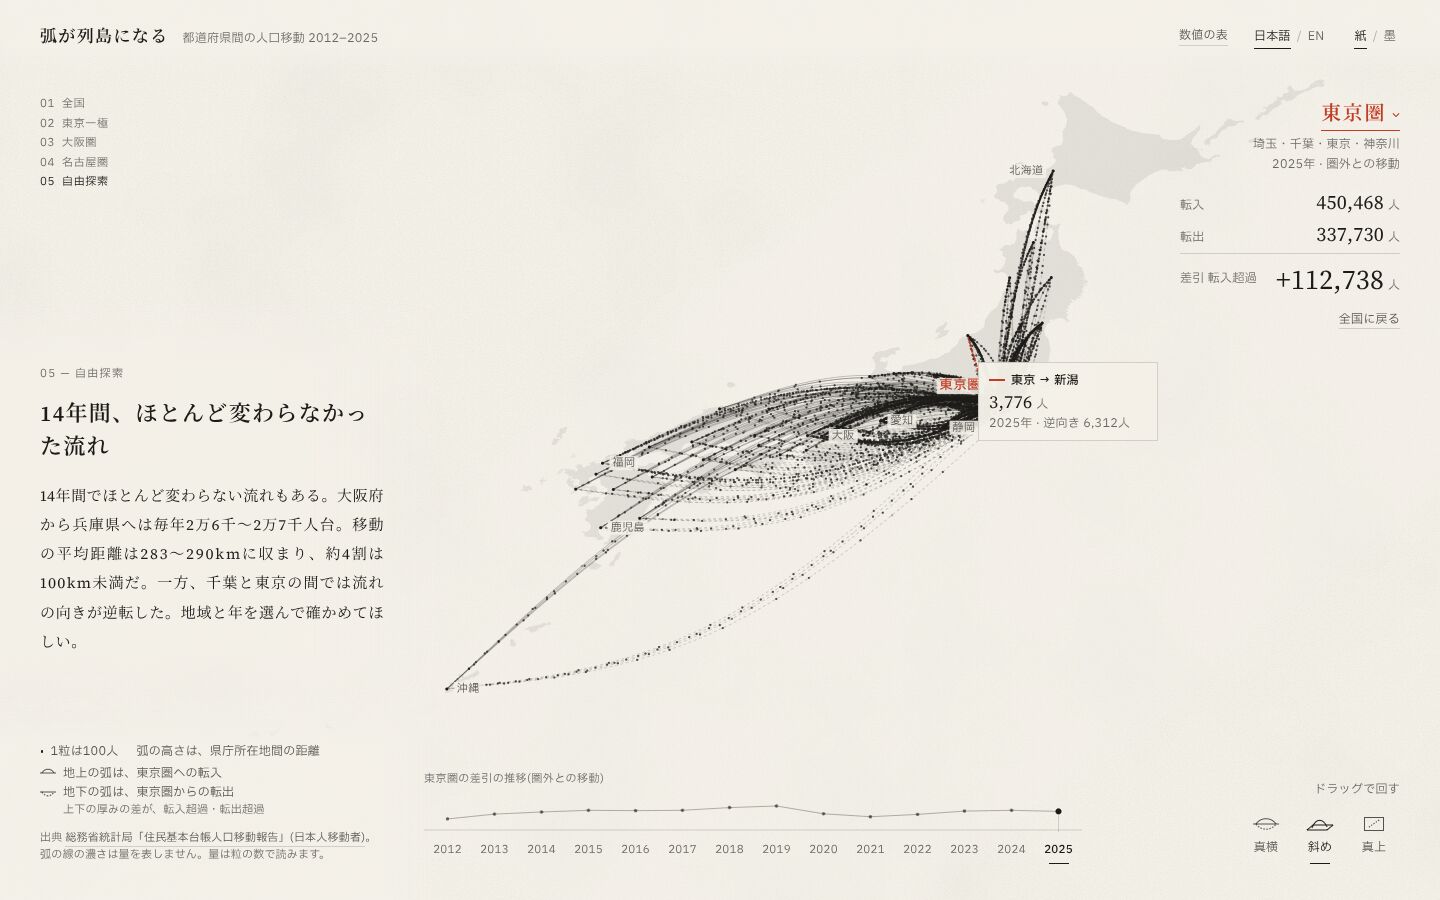 弧が列島になる 都道府県間の人口移動 2012–2025
数値の表 日本語 / EN 紙 / 墨
01 全国
02 東京一極
03 大阪圏
04 名古屋圏
05 自由探索
東京圏
埼玉・千葉・東京・神奈川
2025年・圏外との移動
転入 450,468 人
転出 337,730 人
差引 転入超過 +112,738 人
全国に戻る
北海道
東京圏
東京 → 新潟
3,776 人
2025年・逆向き 6,312人
愛知
静岡
大阪
福岡
鹿児島
沖縄
05 — 自由探索
14年間、ほとんど変わらなかっ
た流れ
14年間でほとんど変わらない流れもある。大阪府
から兵庫県へは毎年2万6千〜2万7千人台。移動
の平均距離は283〜290kmに収まり、約4割は
100km未満だ。一方、千葉と東京の間では流れ
の向きが逆転した。地域と年を選んで確かめてほ
しい。
1粒は100人 弧の高さは、県庁所在地間の距離
地上の弧は、東京圏への転入
地下の弧は、東京圏からの転出
上下の厚みの差が、転入超過・転出超過
出典 総務省統計局「住民基本台帳人口移動報告」(日本人移動者)。
弧の線の濃さは量を表しません。量は粒の数で読みます。
東京圏の差引の推移(圏外との移動)
2012 2013 2014 2015 2016 2017 2018 2019 2020 2021 2022 2023 2024 2025
ドラッグで回す
真横 斜め 真上